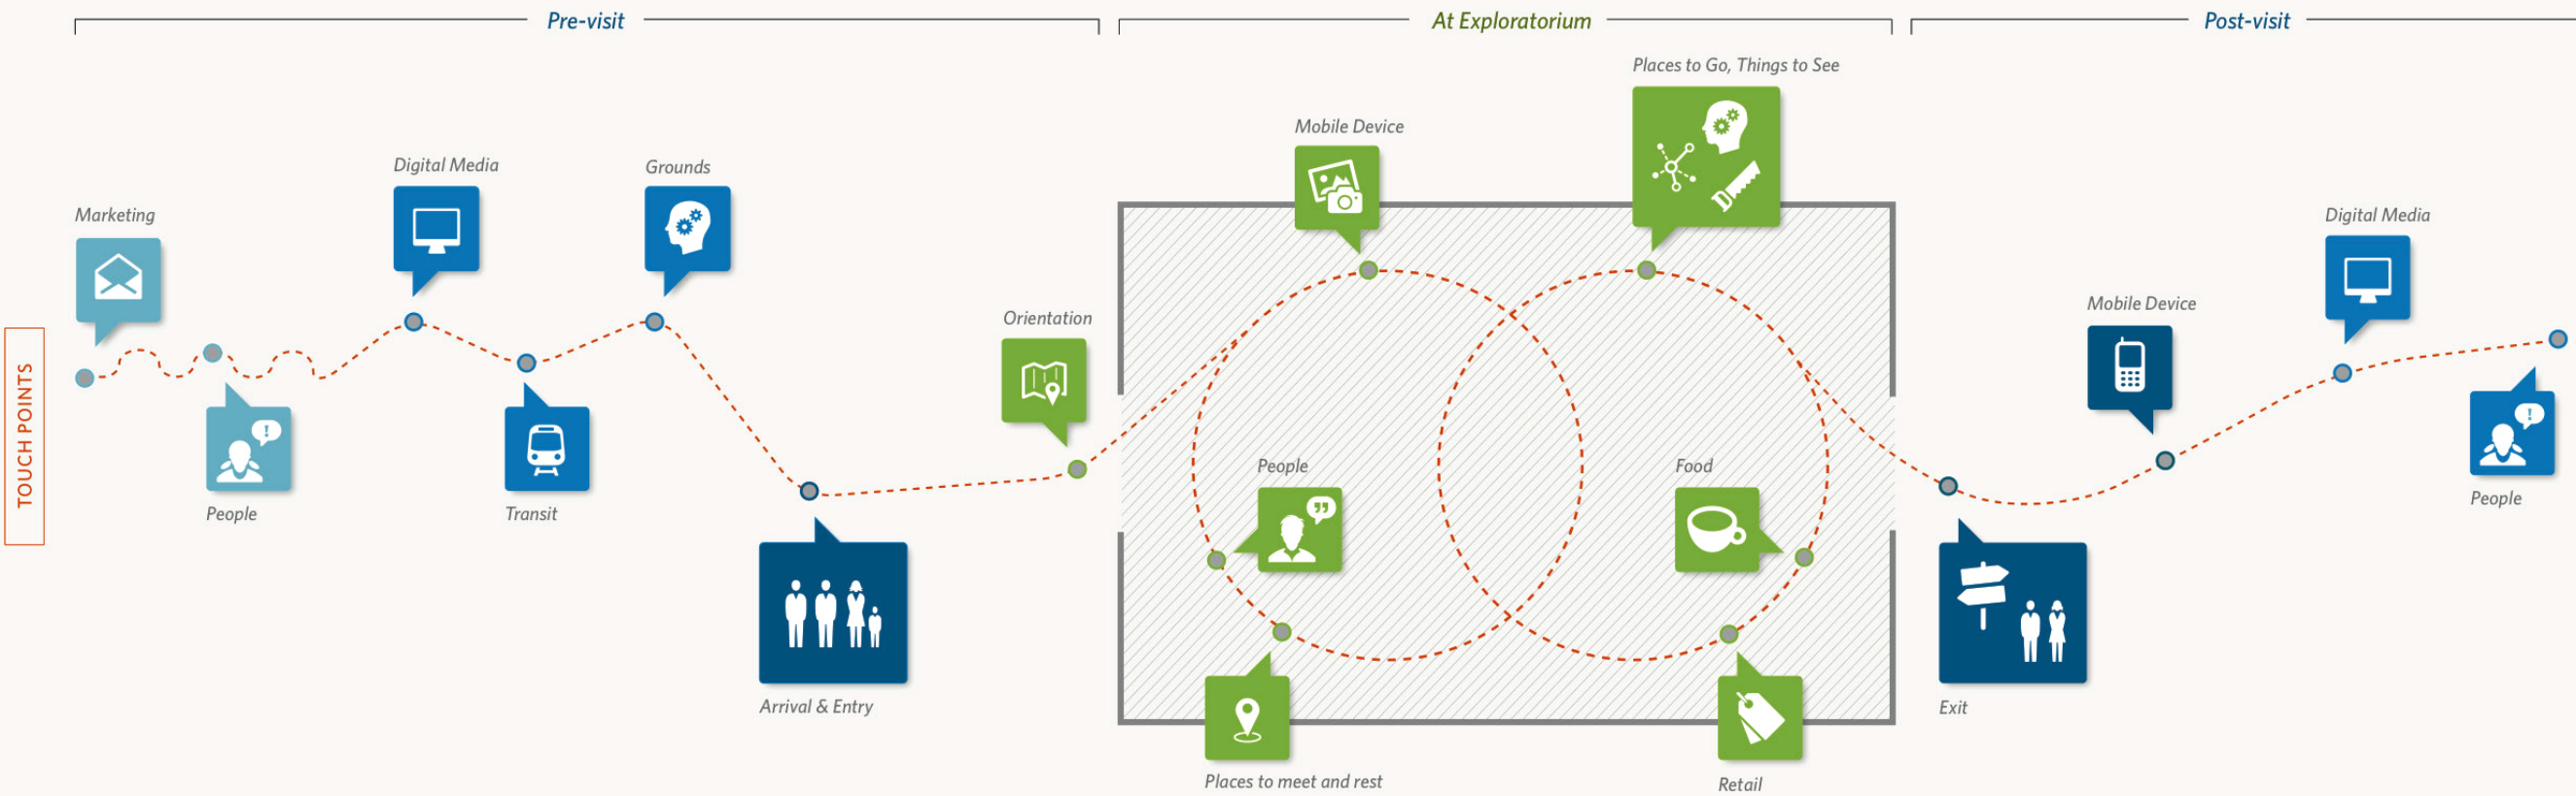 Pre-visit
At Exploratorium
Post-visit
TOUCH POINTS
Marketing
People
Digital Media
Transit
Grounds
Arrival & Entry
Orientation
Mobile Device
Places to Go, Things to See
People
Food
Places to meet and rest
Retail
Exit
Mobile Device
Digital Media
People